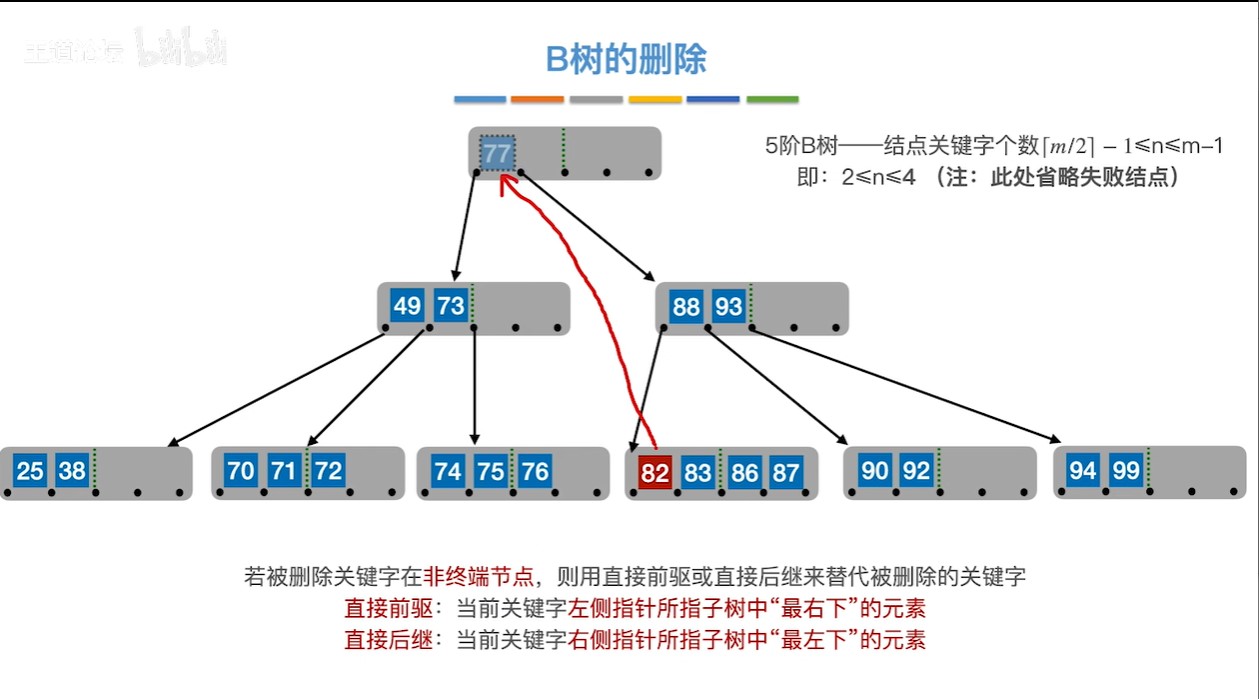 王道论坛 bilibili
B树的删除
77
5阶B树——结点关键字个数⌈m/2⌉ – 1≤n≤m–1
即：2≤n≤4 （注：此处省略失败结点）
49 73
88 93
25 38
70 71 72
74 75 76
82 83 86 87
90 92
94 99
若被删除关键字在非终端节点，则用直接前驱或直接后继来替代被删除的关键字
直接前驱：当前关键字左侧指针所指子树中“最右下”的元素
直接后继：当前关键字右侧指针所指子树中“最左下”的元素